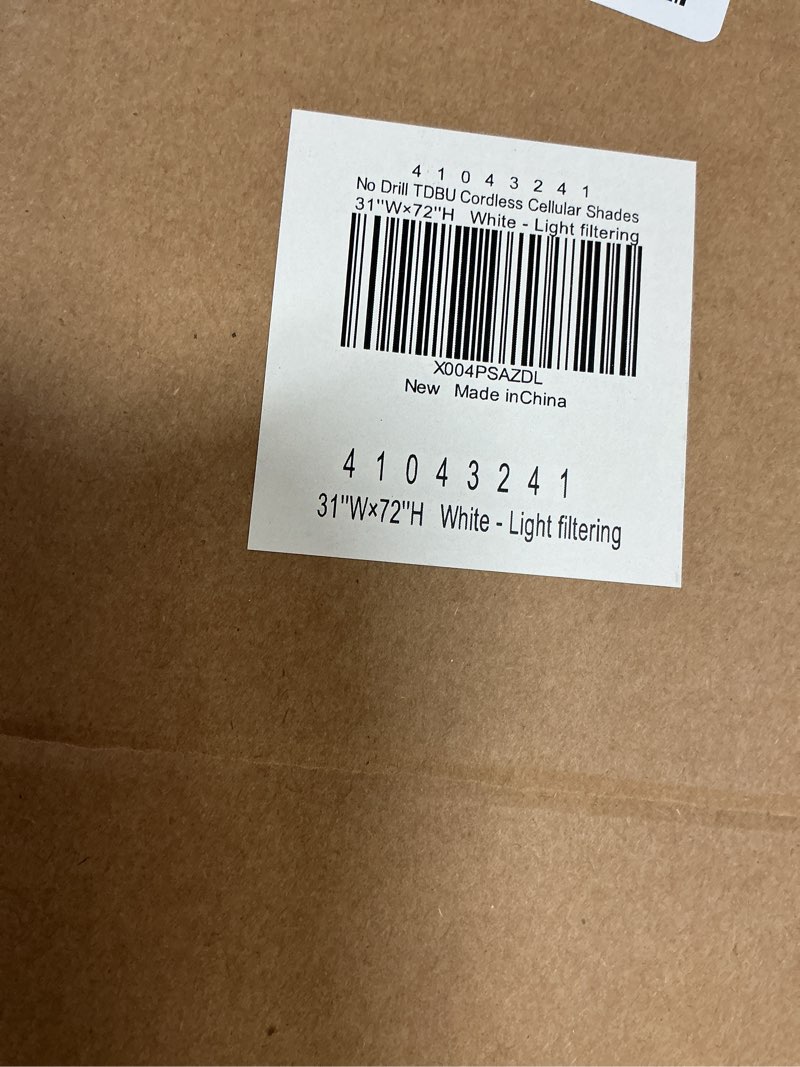 4 1 0 4 3 2 4 1
No Drill TDBU Cordless Cellular Shades
31"W×72"H White - Light filtering
X004PSAZDL
New Made inChina
4 1 0 4 3 2 4 1
31"W×72"H White - Light filtering